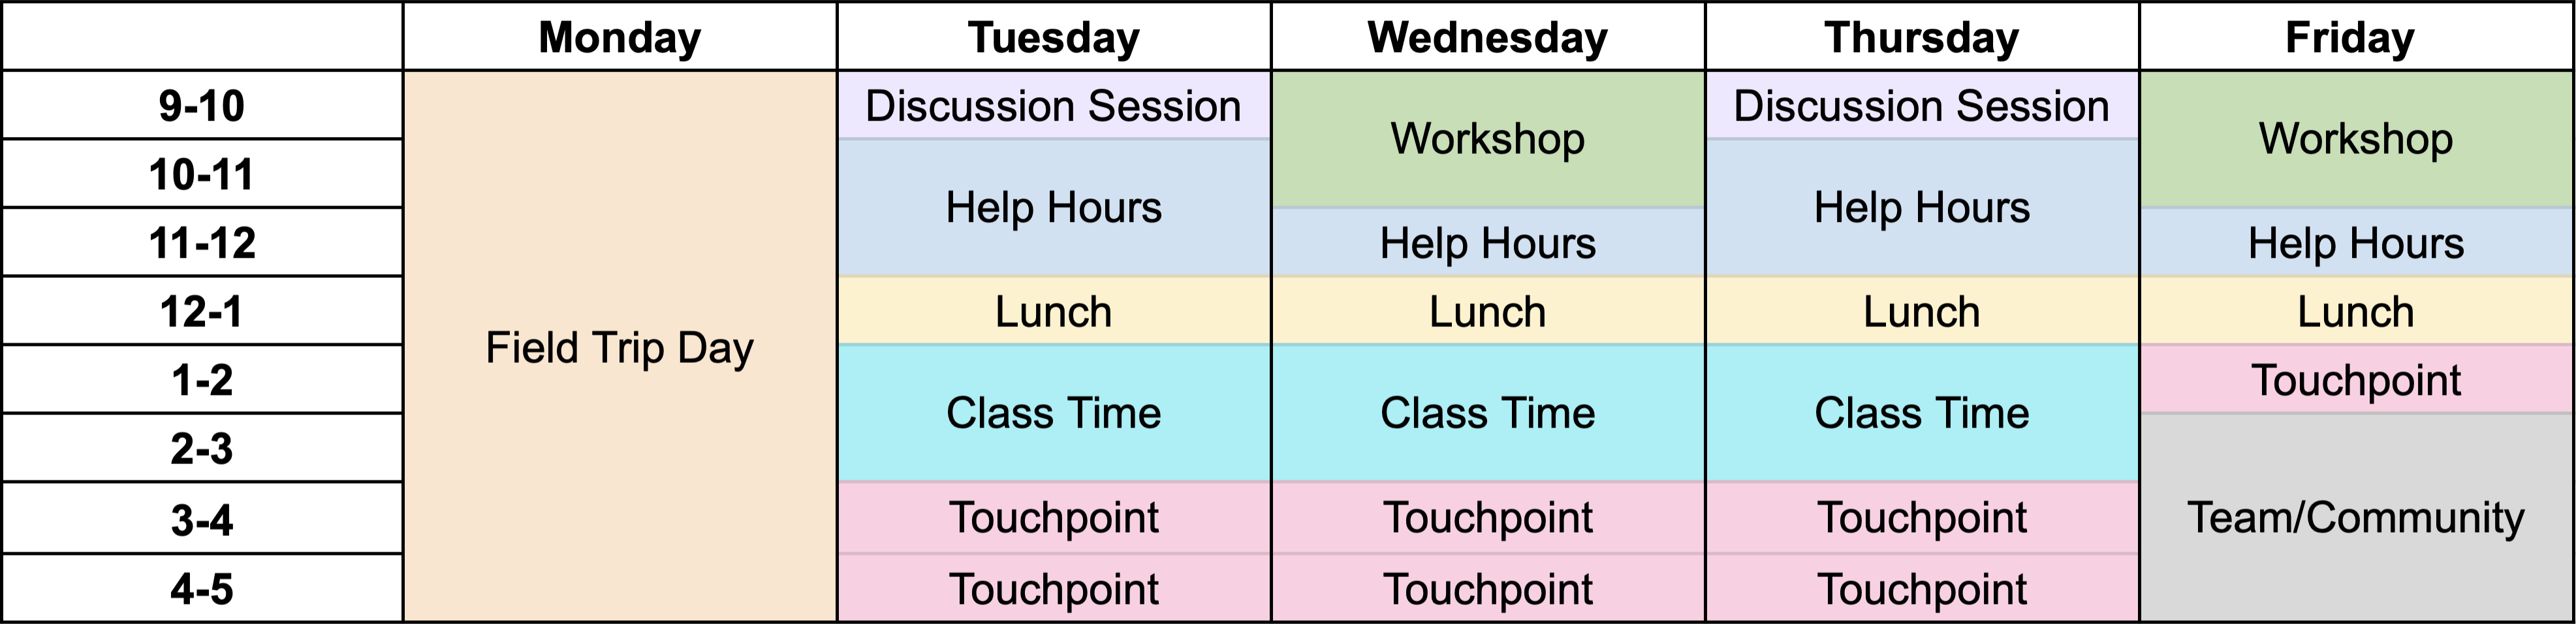 Monday Tuesday Wednesday Thursday Friday
9-10 Discussion Session Discussion Session
Workshop Workshop
10-11
Help Hours Help Hours
11-12 Help Hours Help Hours
12-1 Lunch Lunch Lunch Lunch
Field Trip Day
1-2 Touchpoint
Class Time Class Time Class Time
2-3
3-4 Touchpoint Touchpoint Touchpoint Team/Community
4-5 Touchpoint Touchpoint Touchpoint